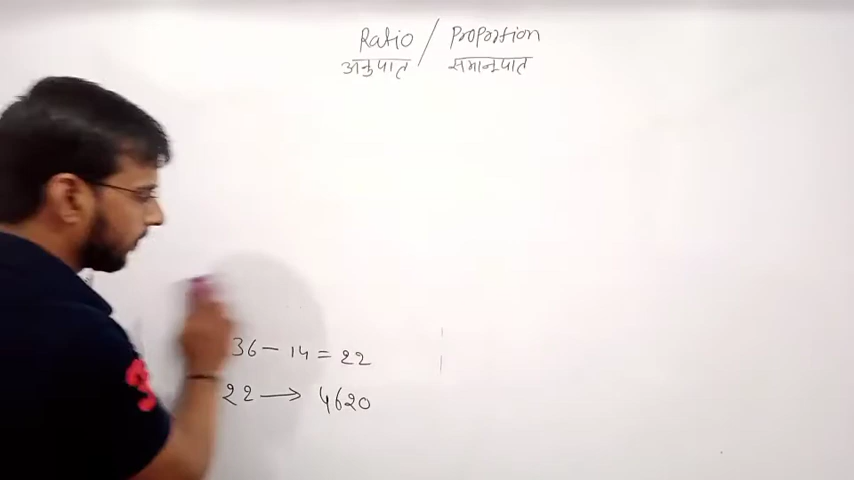 Ratio / Proportion
अनुपात / समानुपात
36 – 14 = 22
22 → 4620